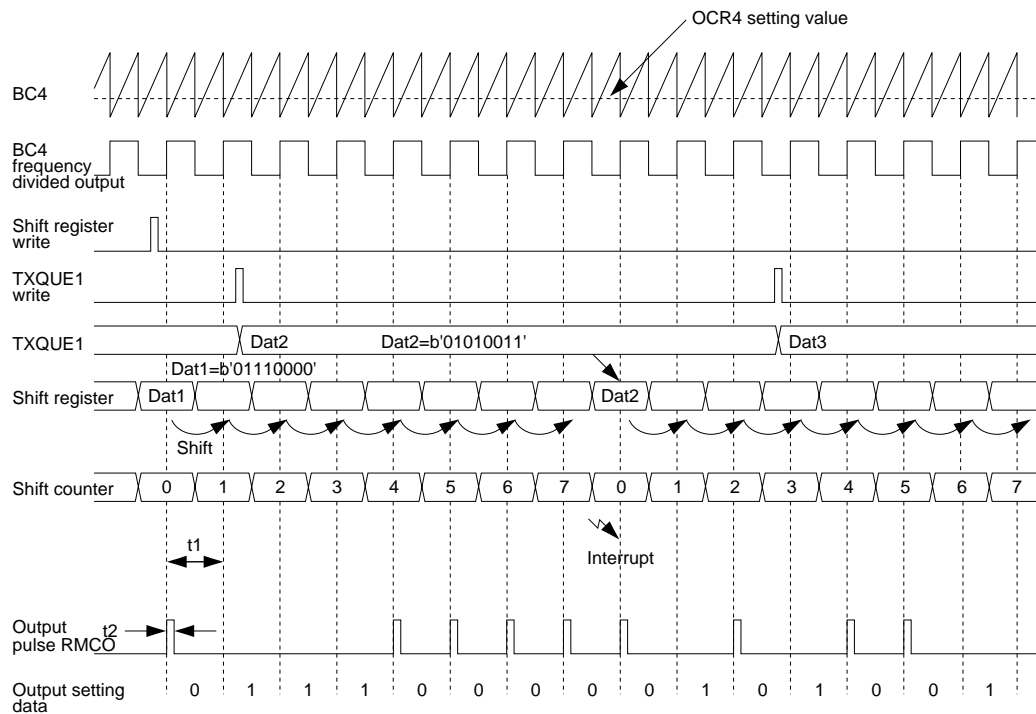 OCR4 setting value
BC4
BC4
frequency
divided output
Shift register
write
TXQUE1
write
TXQUE1
Dat2
Dat2=b'01010011'
Dat3
Dat1=b'01110000'
Shift register
Dat1
Dat2
Shift
Shift counter
0 1 2 3 4 5 6 7 0 1 2 3 4 5 6 7
t1
Interrupt
Output
pulse RMCO
t2
Output setting
data
0 1 1 1 0 0 0 0 0 1 0 1 0 0 1